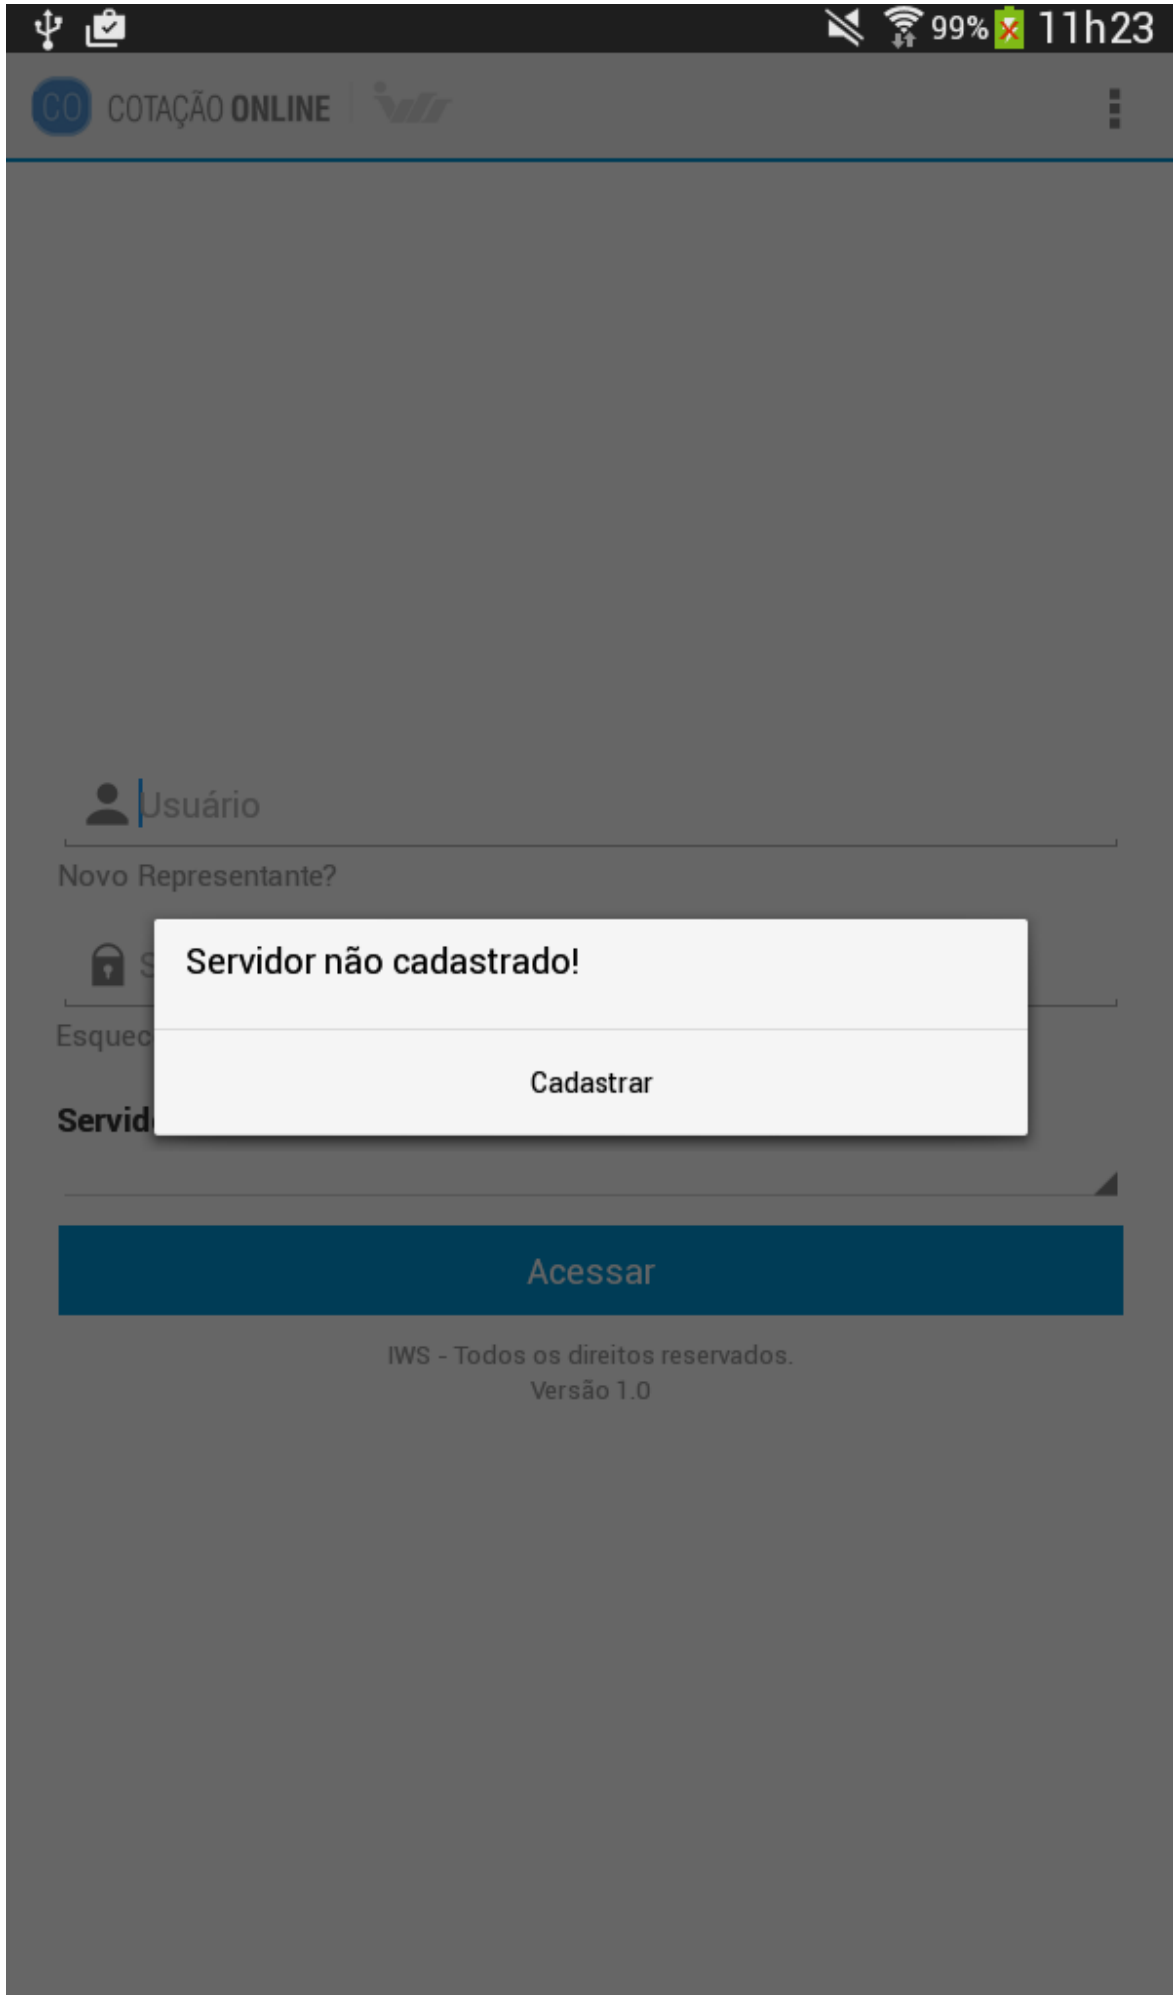 99% 11h23
CO COTAÇÃO ONLINE iws
Usuário
Novo Representante?
S
Servidor não cadastrado!
Esquec
Cadastrar
Servid
Acessar
IWS - Todos os direitos reservados.
Versão 1.0